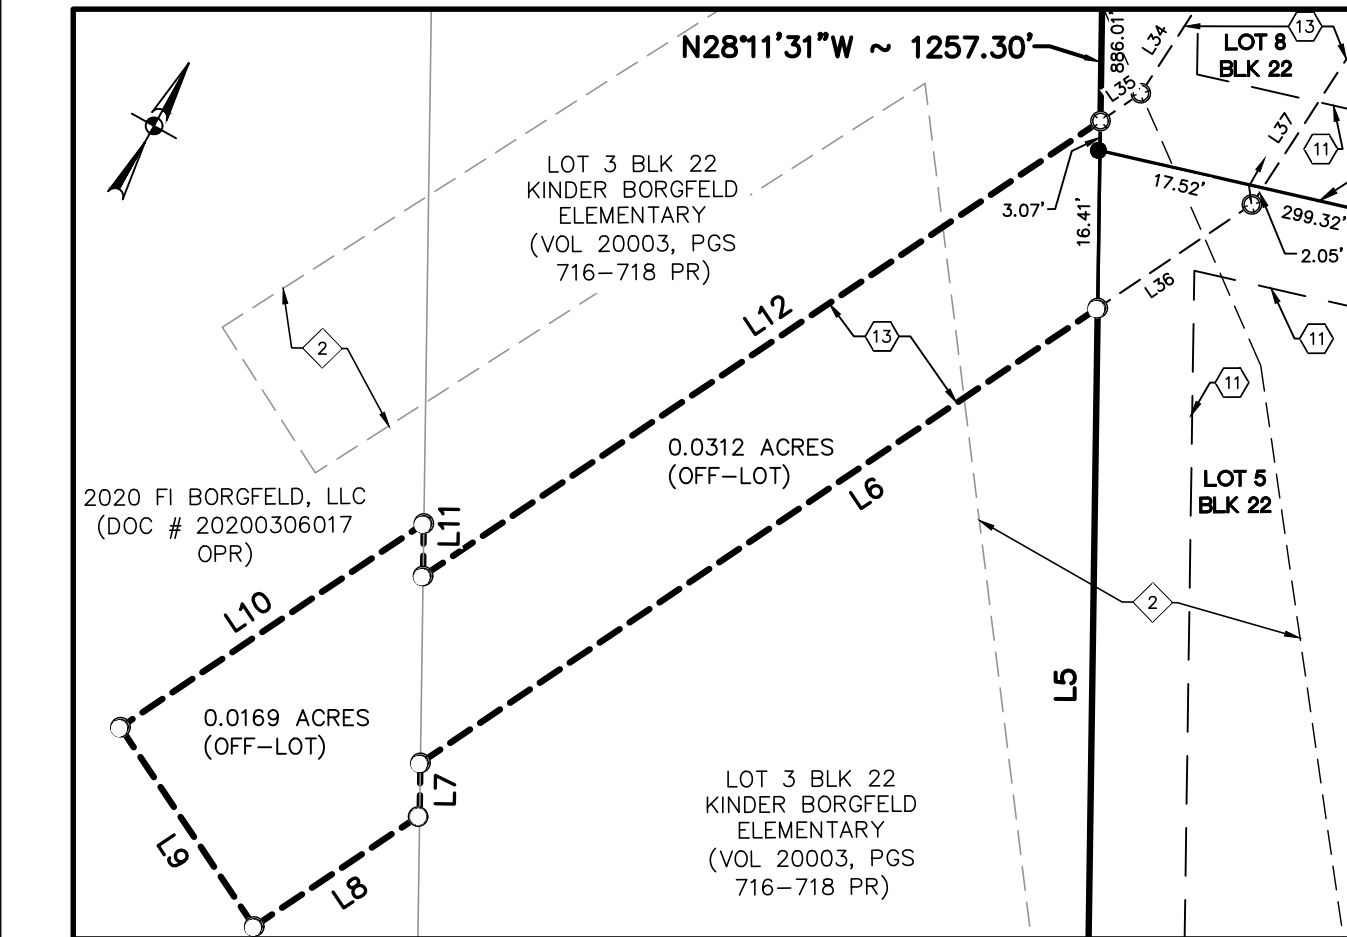 N28°11'31"W ~ 1257.30'
886.01'
L34
13
LOT 8
BLK 22
L35
L37
11
LOT 3 BLK 22
KINDER BORGFELD
ELEMENTARY
(VOL 20003, PGS
716-718 PR)
3.07'
16.41'
17.52'
299.32'
2.05'
L36
L12
13
2
11
11
0.0312 ACRES
(OFF-LOT)
L6
LOT 5
BLK 22
2020 FI BORGFELD, LLC
(DOC # 20200306017
OPR)
L11
L10
2
L5
0.0169 ACRES
(OFF-LOT)
L7
LOT 3 BLK 22
KINDER BORGFELD
ELEMENTARY
(VOL 20003, PGS
716-718 PR)
L9
L8